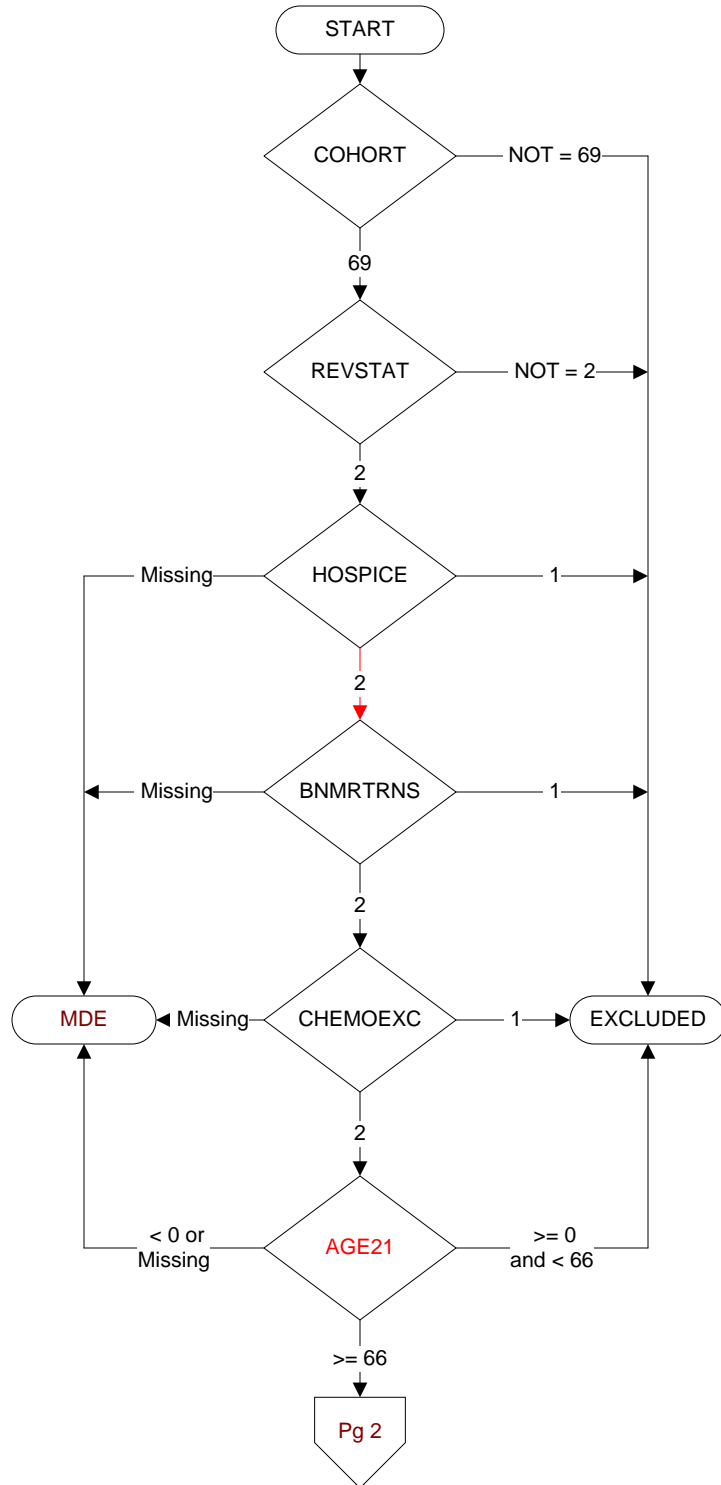 START
COHORT
NOT = 69
69
REVSTAT
NOT = 2
2
Missing
HOSPICE
1
2
Missing
BNMRTRNS
1
2
MDE
Missing
CHEMOEXC
1
EXCLUDED
2
< 0 or
Missing
AGE21
>= 0
and < 66
>= 66
Pg 2